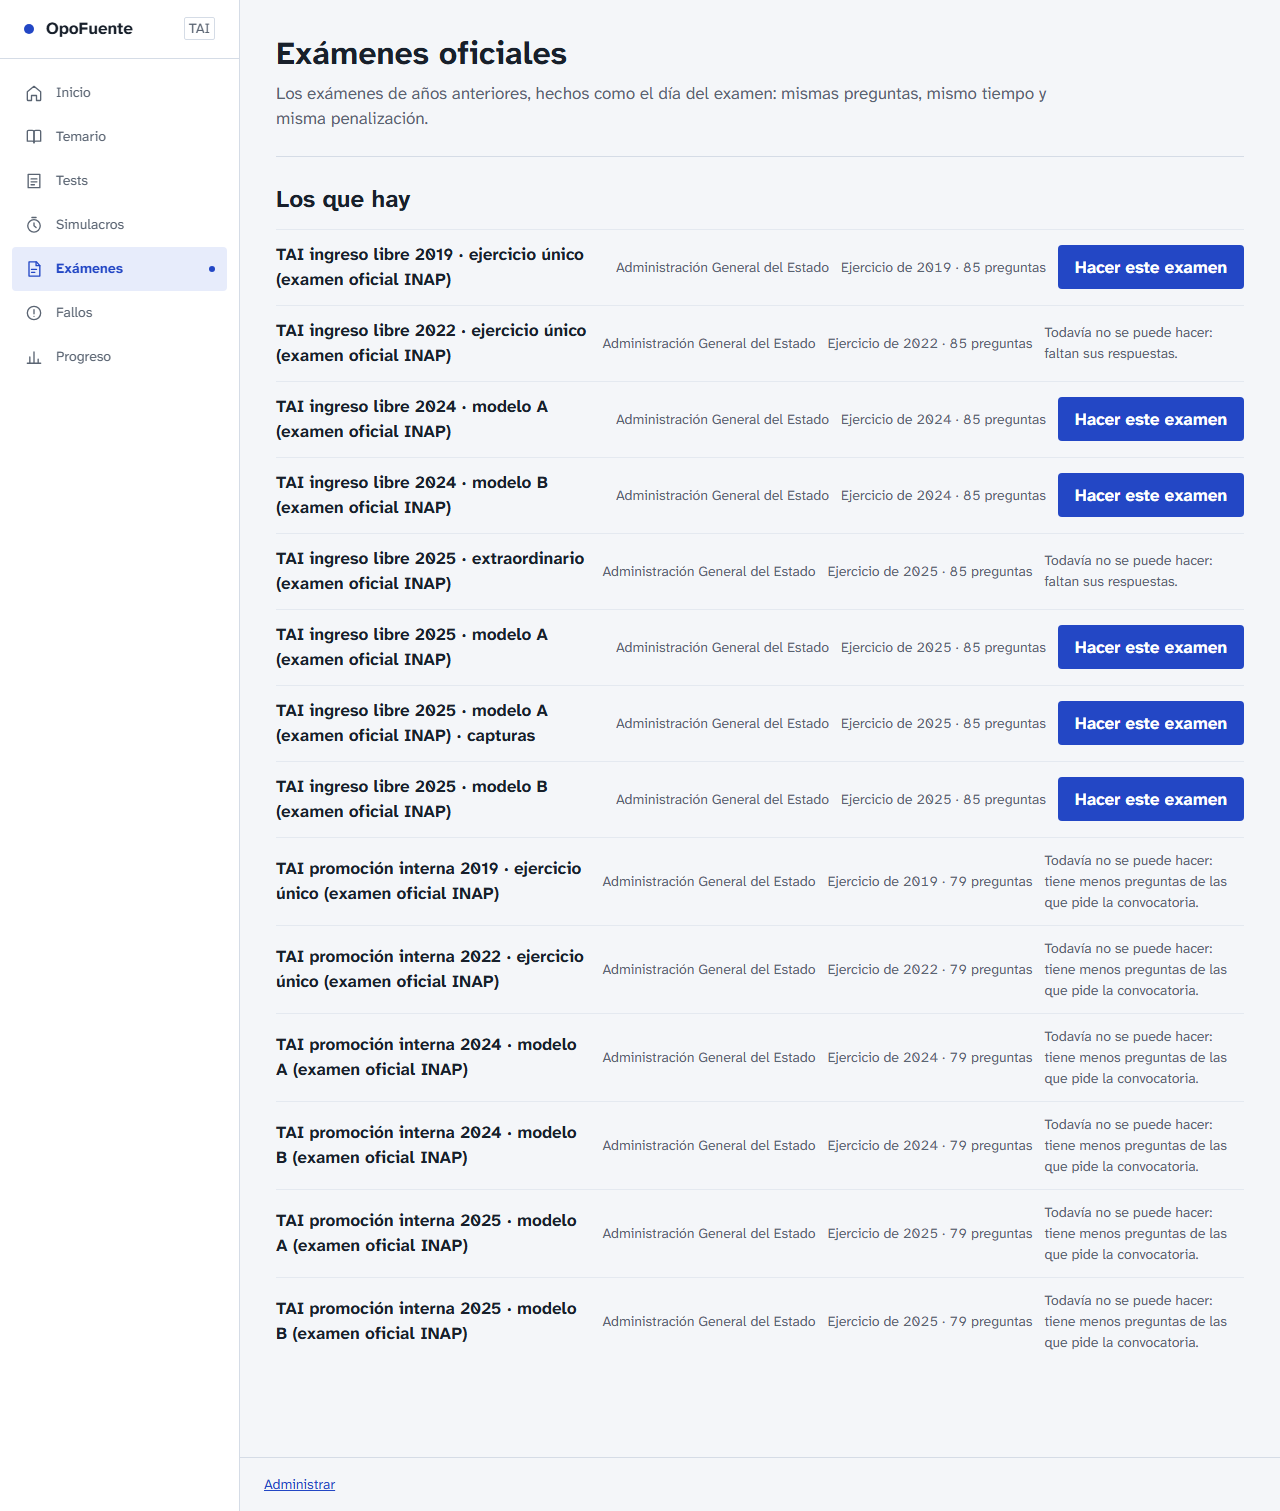 OpoFuente TAI
Inicio
Temario
Tests
Simulacros
Exámenes
Fallos
Progreso
Exámenes oficiales
Los exámenes de años anteriores, hechos como el día del examen: mismas preguntas, mismo tiempo y
misma penalización.
Los que hay
TAI ingreso libre 2019 · ejercicio único
(examen oficial INAP)
Administración General del Estado Ejercicio de 2019 · 85 preguntas
Hacer este examen
TAI ingreso libre 2022 · ejercicio único
(examen oficial INAP)
Administración General del Estado Ejercicio de 2022 · 85 preguntas
Todavía no se puede hacer:
faltan sus respuestas.
TAI ingreso libre 2024 · modelo A
(examen oficial INAP)
Administración General del Estado Ejercicio de 2024 · 85 preguntas
Hacer este examen
TAI ingreso libre 2024 · modelo B
(examen oficial INAP)
Administración General del Estado Ejercicio de 2024 · 85 preguntas
Hacer este examen
TAI ingreso libre 2025 · extraordinario
(examen oficial INAP)
Administración General del Estado Ejercicio de 2025 · 85 preguntas
Todavía no se puede hacer:
faltan sus respuestas.
TAI ingreso libre 2025 · modelo A
(examen oficial INAP)
Administración General del Estado Ejercicio de 2025 · 85 preguntas
Hacer este examen
TAI ingreso libre 2025 · modelo A
(examen oficial INAP) · capturas
Administración General del Estado Ejercicio de 2025 · 85 preguntas
Hacer este examen
TAI ingreso libre 2025 · modelo B
(examen oficial INAP)
Administración General del Estado Ejercicio de 2025 · 85 preguntas
Hacer este examen
TAI promoción interna 2019 · ejercicio
único (examen oficial INAP)
Administración General del Estado Ejercicio de 2019 · 79 preguntas
Todavía no se puede hacer:
tiene menos preguntas de las
que pide la convocatoria.
TAI promoción interna 2022 · ejercicio
único (examen oficial INAP)
Administración General del Estado Ejercicio de 2022 · 79 preguntas
Todavía no se puede hacer:
tiene menos preguntas de las
que pide la convocatoria.
TAI promoción interna 2024 · modelo
A (examen oficial INAP)
Administración General del Estado Ejercicio de 2024 · 79 preguntas
Todavía no se puede hacer:
tiene menos preguntas de las
que pide la convocatoria.
TAI promoción interna 2024 · modelo
B (examen oficial INAP)
Administración General del Estado Ejercicio de 2024 · 79 preguntas
Todavía no se puede hacer:
tiene menos preguntas de las
que pide la convocatoria.
TAI promoción interna 2025 · modelo
A (examen oficial INAP)
Administración General del Estado Ejercicio de 2025 · 79 preguntas
Todavía no se puede hacer:
tiene menos preguntas de las
que pide la convocatoria.
TAI promoción interna 2025 · modelo
B (examen oficial INAP)
Administración General del Estado Ejercicio de 2025 · 79 preguntas
Todavía no se puede hacer:
tiene menos preguntas de las
que pide la convocatoria.
Administrar